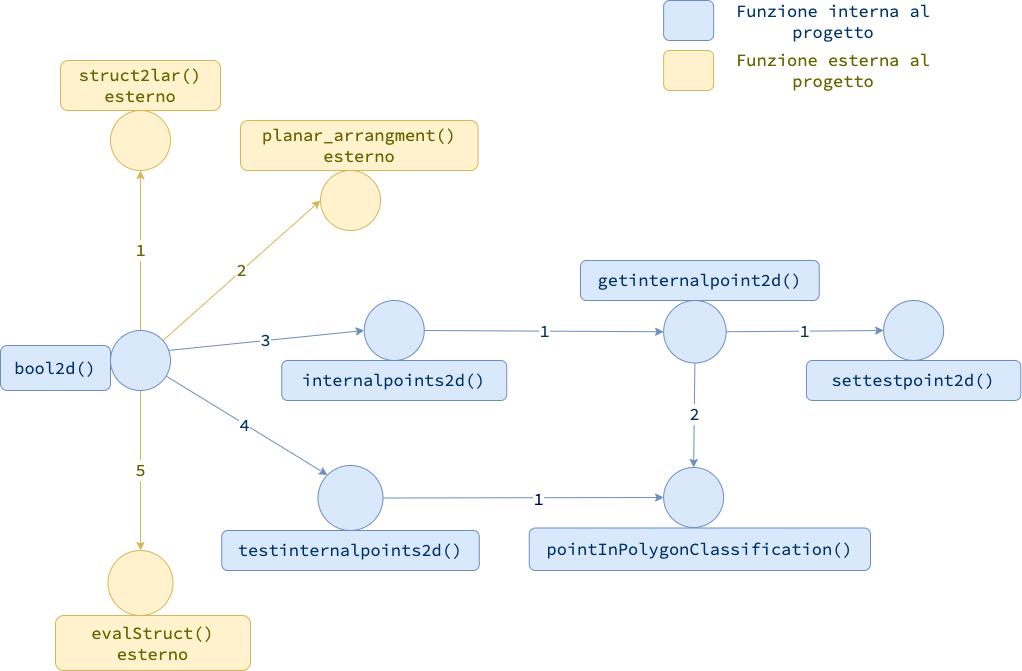 Funzione interna al
progetto
Funzione esterna al
progetto
struct2lar()
esterno
planar_arrangment()
esterno
1
2
getinternalpoint2d()
3
1
1
bool2d()
internalpoints2d()
settestpoint2d()
4
2
5
1
testinternalpoints2d()
pointInPolygonClassification()
evalStruct()
esterno